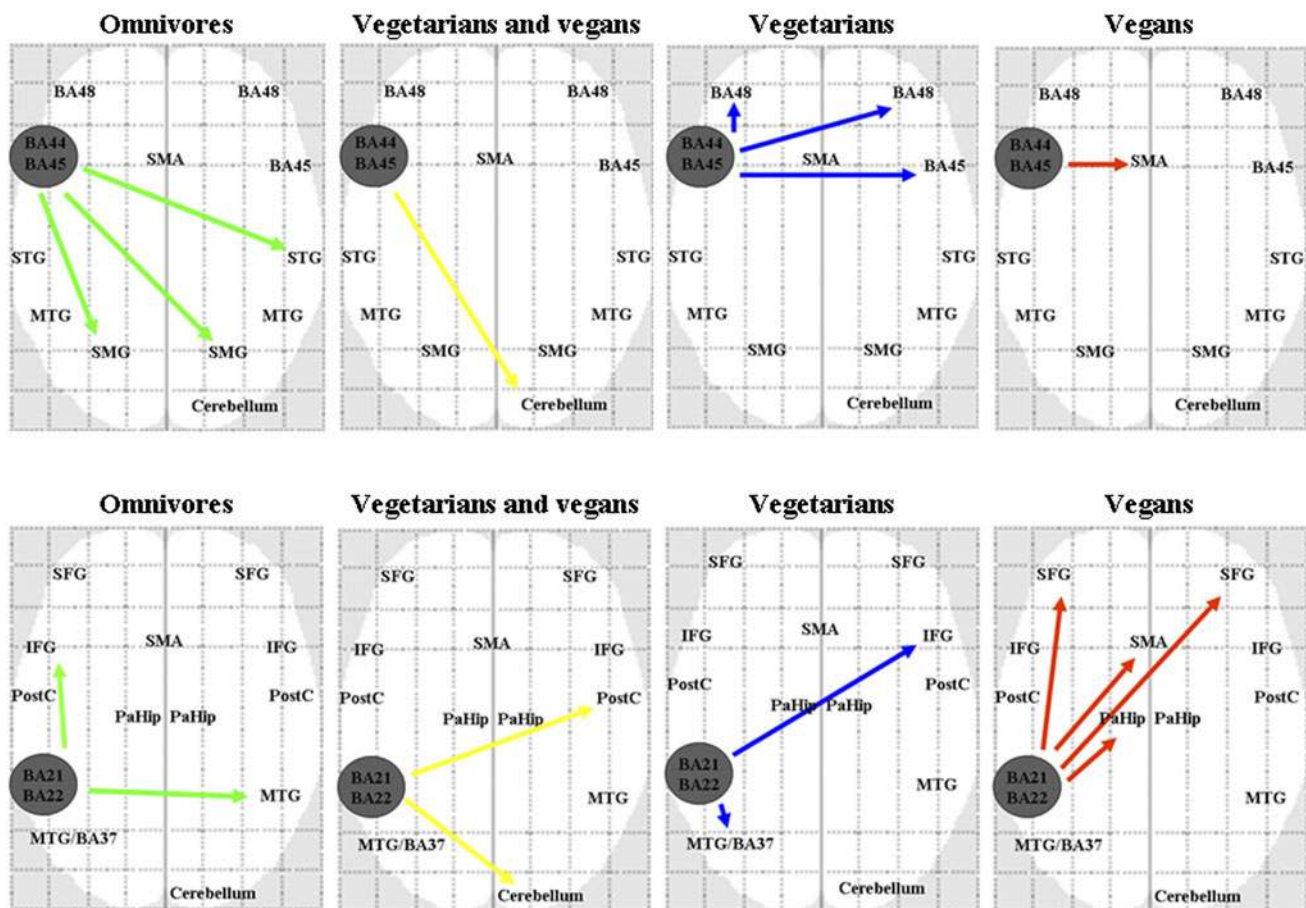 Omnivores
BA48 BA48
BA44
BA45
SMA
BA45
STG STG
MTG MTG
SMG SMG
Cerebellum
Vegetarians and vegans
BA48 BA48
BA44
BA45
SMA
BA45
STG STG
MTG MTG
SMG SMG
Cerebellum
Vegetarians
BA48 BA48
BA44
BA45
SMA
BA45
STG STG
MTG MTG
SMG SMG
Cerebellum
Vegans
BA48 BA48
BA44
BA45
SMA
BA45
STG STG
MTG MTG
SMG SMG
Cerebellum
Omnivores
SFG SFG
IFG SMA IFG
PostC PostC
PaHip PaHip
BA21
BA22
MTG
MTG/BA37
Cerebellum
Vegetarians and vegans
SFG SFG
IFG SMA IFG
PostC PostC
PaHip PaHip
BA21
BA22
MTG
MTG/BA37
Cerebellum
Vegetarians
SFG SFG
IFG SMA IFG
PostC PostC
PaHip PaHip
BA21
BA22
MTG
MTG/BA37
Cerebellum
Vegans
SFG SFG
IFG SMA IFG
PostC PostC
PaHip PaHip
BA21
BA22
MTG
MTG/BA37
Cerebellum